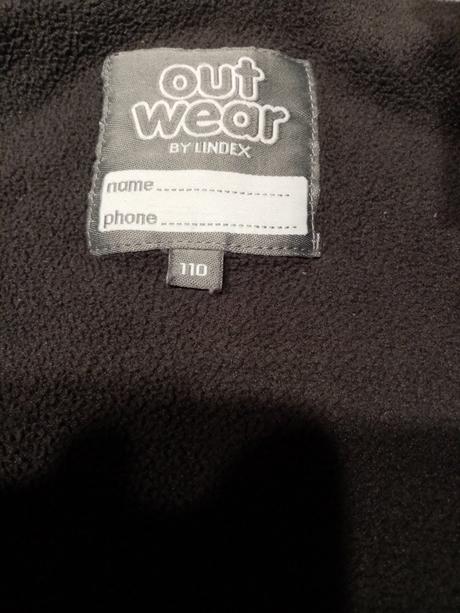 out
wear
BY LINDEX
name
phone
110